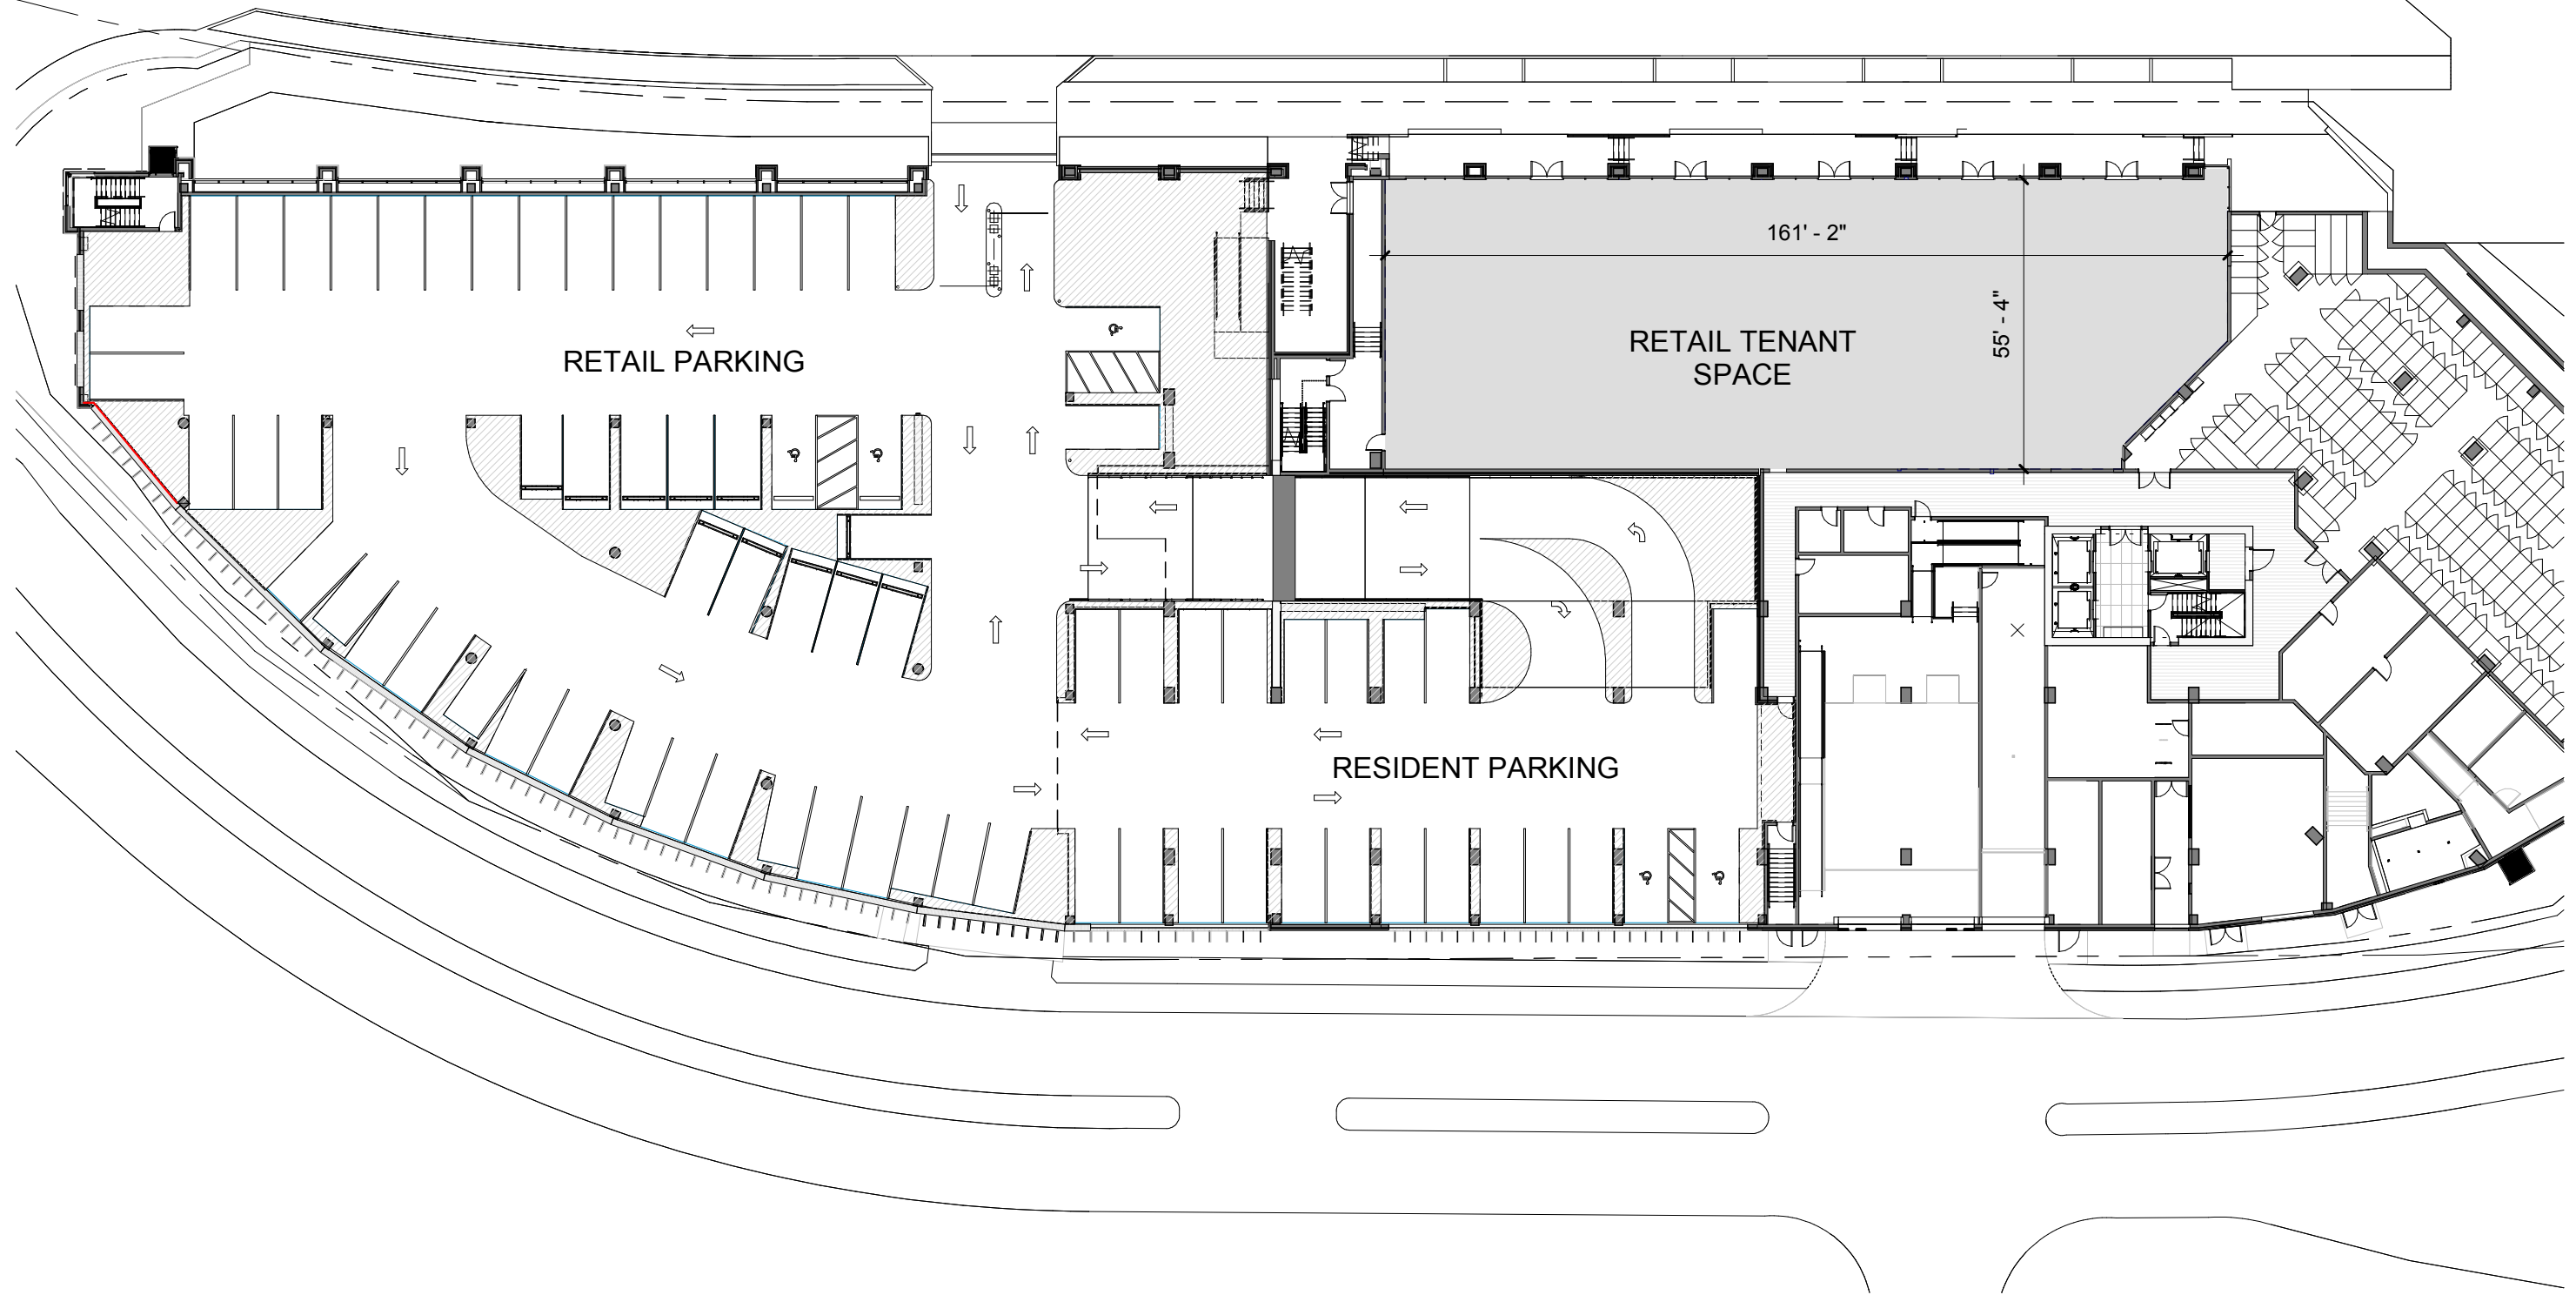 161' - 2"
55' - 4"
RETAIL TENANT
SPACE
RETAIL PARKING
RESIDENT PARKING